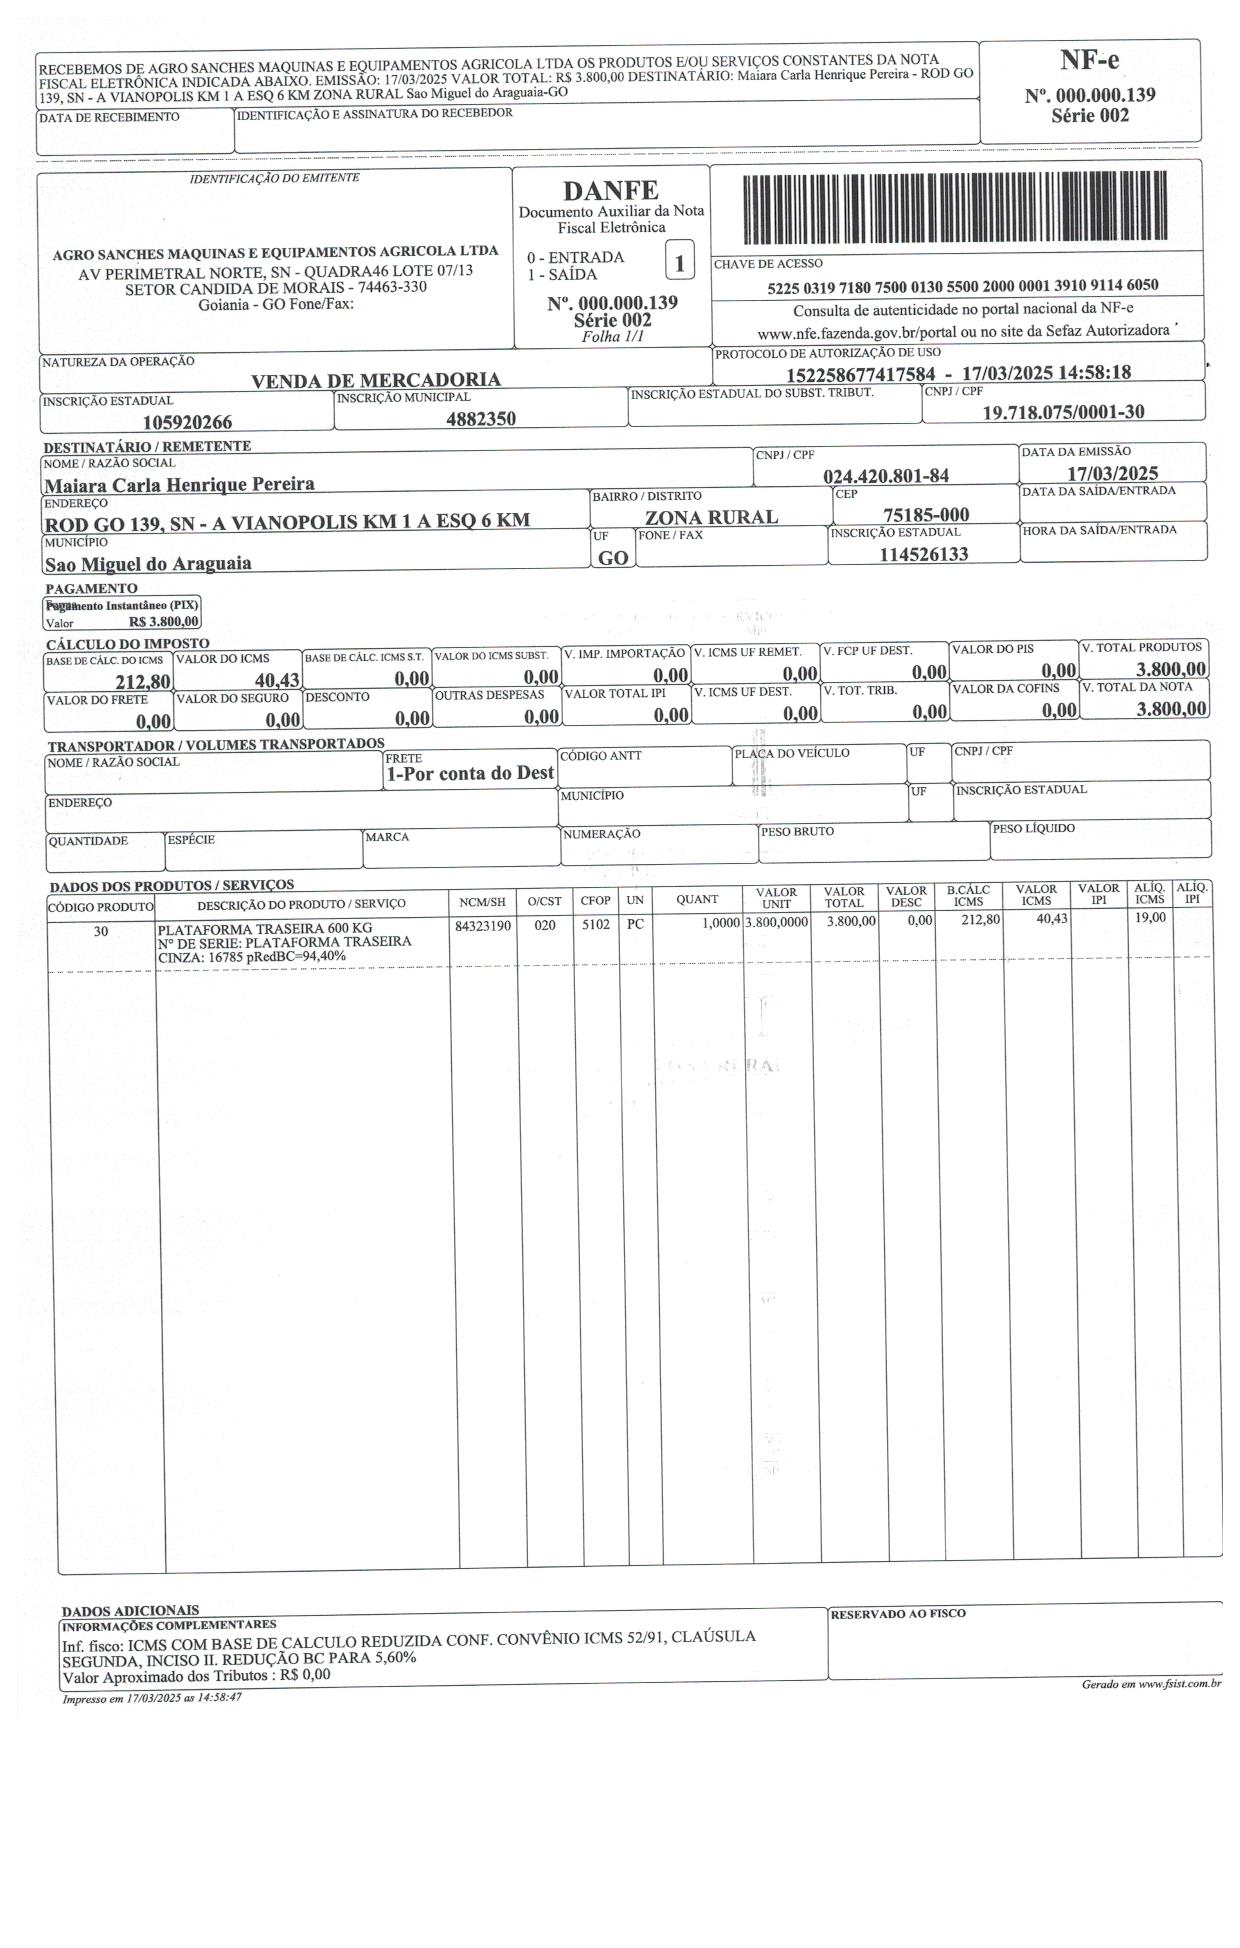 RECEBEMOS DE AGRO SANCHES MAQUINAS E EQUIPAMENTOS AGRICOLA LTDA OS PRODUTOS E/OU SERVIÇOS CONSTANTES DA NOTA
FISCAL ELETRÔNICA INDICADA ABAIXO. EMISSÃO: 17/03/2025 VALOR TOTAL: R$ 3.800,00 DESTINATÁRIO: Maiara Carla Henrique Pereira - ROD GO
139, SN - A VIANOPOLIS KM 1 A ESQ 6 KM ZONA RURAL Sao Miguel do Araguaia-GO
DATA DE RECEBIMENTO
IDENTIFICAÇÃO E ASSINATURA DO RECEBEDOR
NF-e
Nº. 000.000.139
Série 002
IDENTIFICAÇÃO DO EMITENTE
AGRO SANCHES MAQUINAS E EQUIPAMENTOS AGRICOLA LTDA
AV PERIMETRAL NORTE, SN - QUADRA46 LOTE 07/13
SETOR CANDIDA DE MORAIS - 74463-330
Goiania - GO Fone/Fax:
DANFE
Documento Auxiliar da Nota
Fiscal Eletrônica
0 - ENTRADA
1 - SAÍDA
1
Nº. 000.000.139
Série 002
Folha 1/1
CHAVE DE ACESSO
5225 0319 7180 7500 0130 5500 2000 0001 3910 9114 6050
Consulta de autenticidade no portal nacional da NF-e
www.nfe.fazenda.gov.br/portal ou no site da Sefaz Autorizadora
NATUREZA DA OPERAÇÃO
VENDA DE MERCADORIA
PROTOCOLO DE AUTORIZAÇÃO DE USO
152258677417584 - 17/03/2025 14:58:18
INSCRIÇÃO ESTADUAL
105920266
INSCRIÇÃO MUNICIPAL
4882350
INSCRIÇÃO ESTADUAL DO SUBST. TRIBUT.
CNPJ / CPF
19.718.075/0001-30
DESTINATÁRIO / REMETENTE
NOME / RAZÃO SOCIAL
Maiara Carla Henrique Pereira
CNPJ / CPF
024.420.801-84
DATA DA EMISSÃO
17/03/2025
ENDEREÇO
ROD GO 139, SN - A VIANOPOLIS KM 1 A ESQ 6 KM
BAIRRO / DISTRITO
ZONA RURAL
CEP
75185-000
DATA DA SAÍDA/ENTRADA
MUNICÍPIO
Sao Miguel do Araguaia
UF
GO
FONE / FAX
INSCRIÇÃO ESTADUAL
114526133
HORA DA SAÍDA/ENTRADA
PAGAMENTO
Pagamento Instantâneo (PIX)
Valor R$ 3.800,00
CÁLCULO DO IMPOSTO
BASE DE CÁLC. DO ICMS VALOR DO ICMS BASE DE CÁLC. ICMS S.T. VALOR DO ICMS SUBST. V. IMP. IMPORTAÇÃO V. ICMS UF REMET. V. FCP UF DEST. VALOR DO PIS V. TOTAL PRODUTOS
212,80 40,43 0,00 0,00 0,00 0,00 0,00 0,00 3.800,00
VALOR DO FRETE VALOR DO SEGURO DESCONTO OUTRAS DESPESAS VALOR TOTAL IPI V. ICMS UF DEST. V. TOT. TRIB. VALOR DA COFINS V. TOTAL DA NOTA
0,00 0,00 0,00 0,00 0,00 0,00 0,00 0,00 3.800,00
TRANSPORTADOR / VOLUMES TRANSPORTADOS
NOME / RAZÃO SOCIAL
FRETE
1-Por conta do Dest
CÓDIGO ANTT
PLACA DO VEÍCULO
UF
CNPJ / CPF
ENDEREÇO
MUNICÍPIO
UF
INSCRIÇÃO ESTADUAL
QUANTIDADE
ESPÉCIE
MARCA
NUMERAÇÃO
PESO BRUTO
PESO LÍQUIDO
DADOS DOS PRODUTOS / SERVIÇOS
CÓDIGO PRODUTO DESCRIÇÃO DO PRODUTO / SERVIÇO NCM/SH O/CST CFOP UN QUANT VALOR UNIT VALOR TOTAL VALOR DESC B.CÁLC ICMS VALOR ICMS VALOR IPI ALÍQ. ICMS ALÍQ. IPI
30 PLATAFORMA TRASEIRA 600 KG 84323190 020 5102 PC 1,0000 3.800,0000 3.800,00 0,00 212,80 40,43 19,00
Nº DE SERIE: PLATAFORMA TRASEIRA
CINZA: 16785 pRedBC=94,40%
DADOS ADICIONAIS
INFORMAÇÕES COMPLEMENTARES
Inf. fisco: ICMS COM BASE DE CALCULO REDUZIDA CONF. CONVÊNIO ICMS 52/91, CLAÚSULA
SEGUNDA, INCISO II. REDUÇÃO BC PARA 5,60%
Valor Aproximado dos Tributos : R$ 0,00
RESERVADO AO FISCO
Impresso em 17/03/2025 as 14:58:47
Gerado em www.fsist.com.br